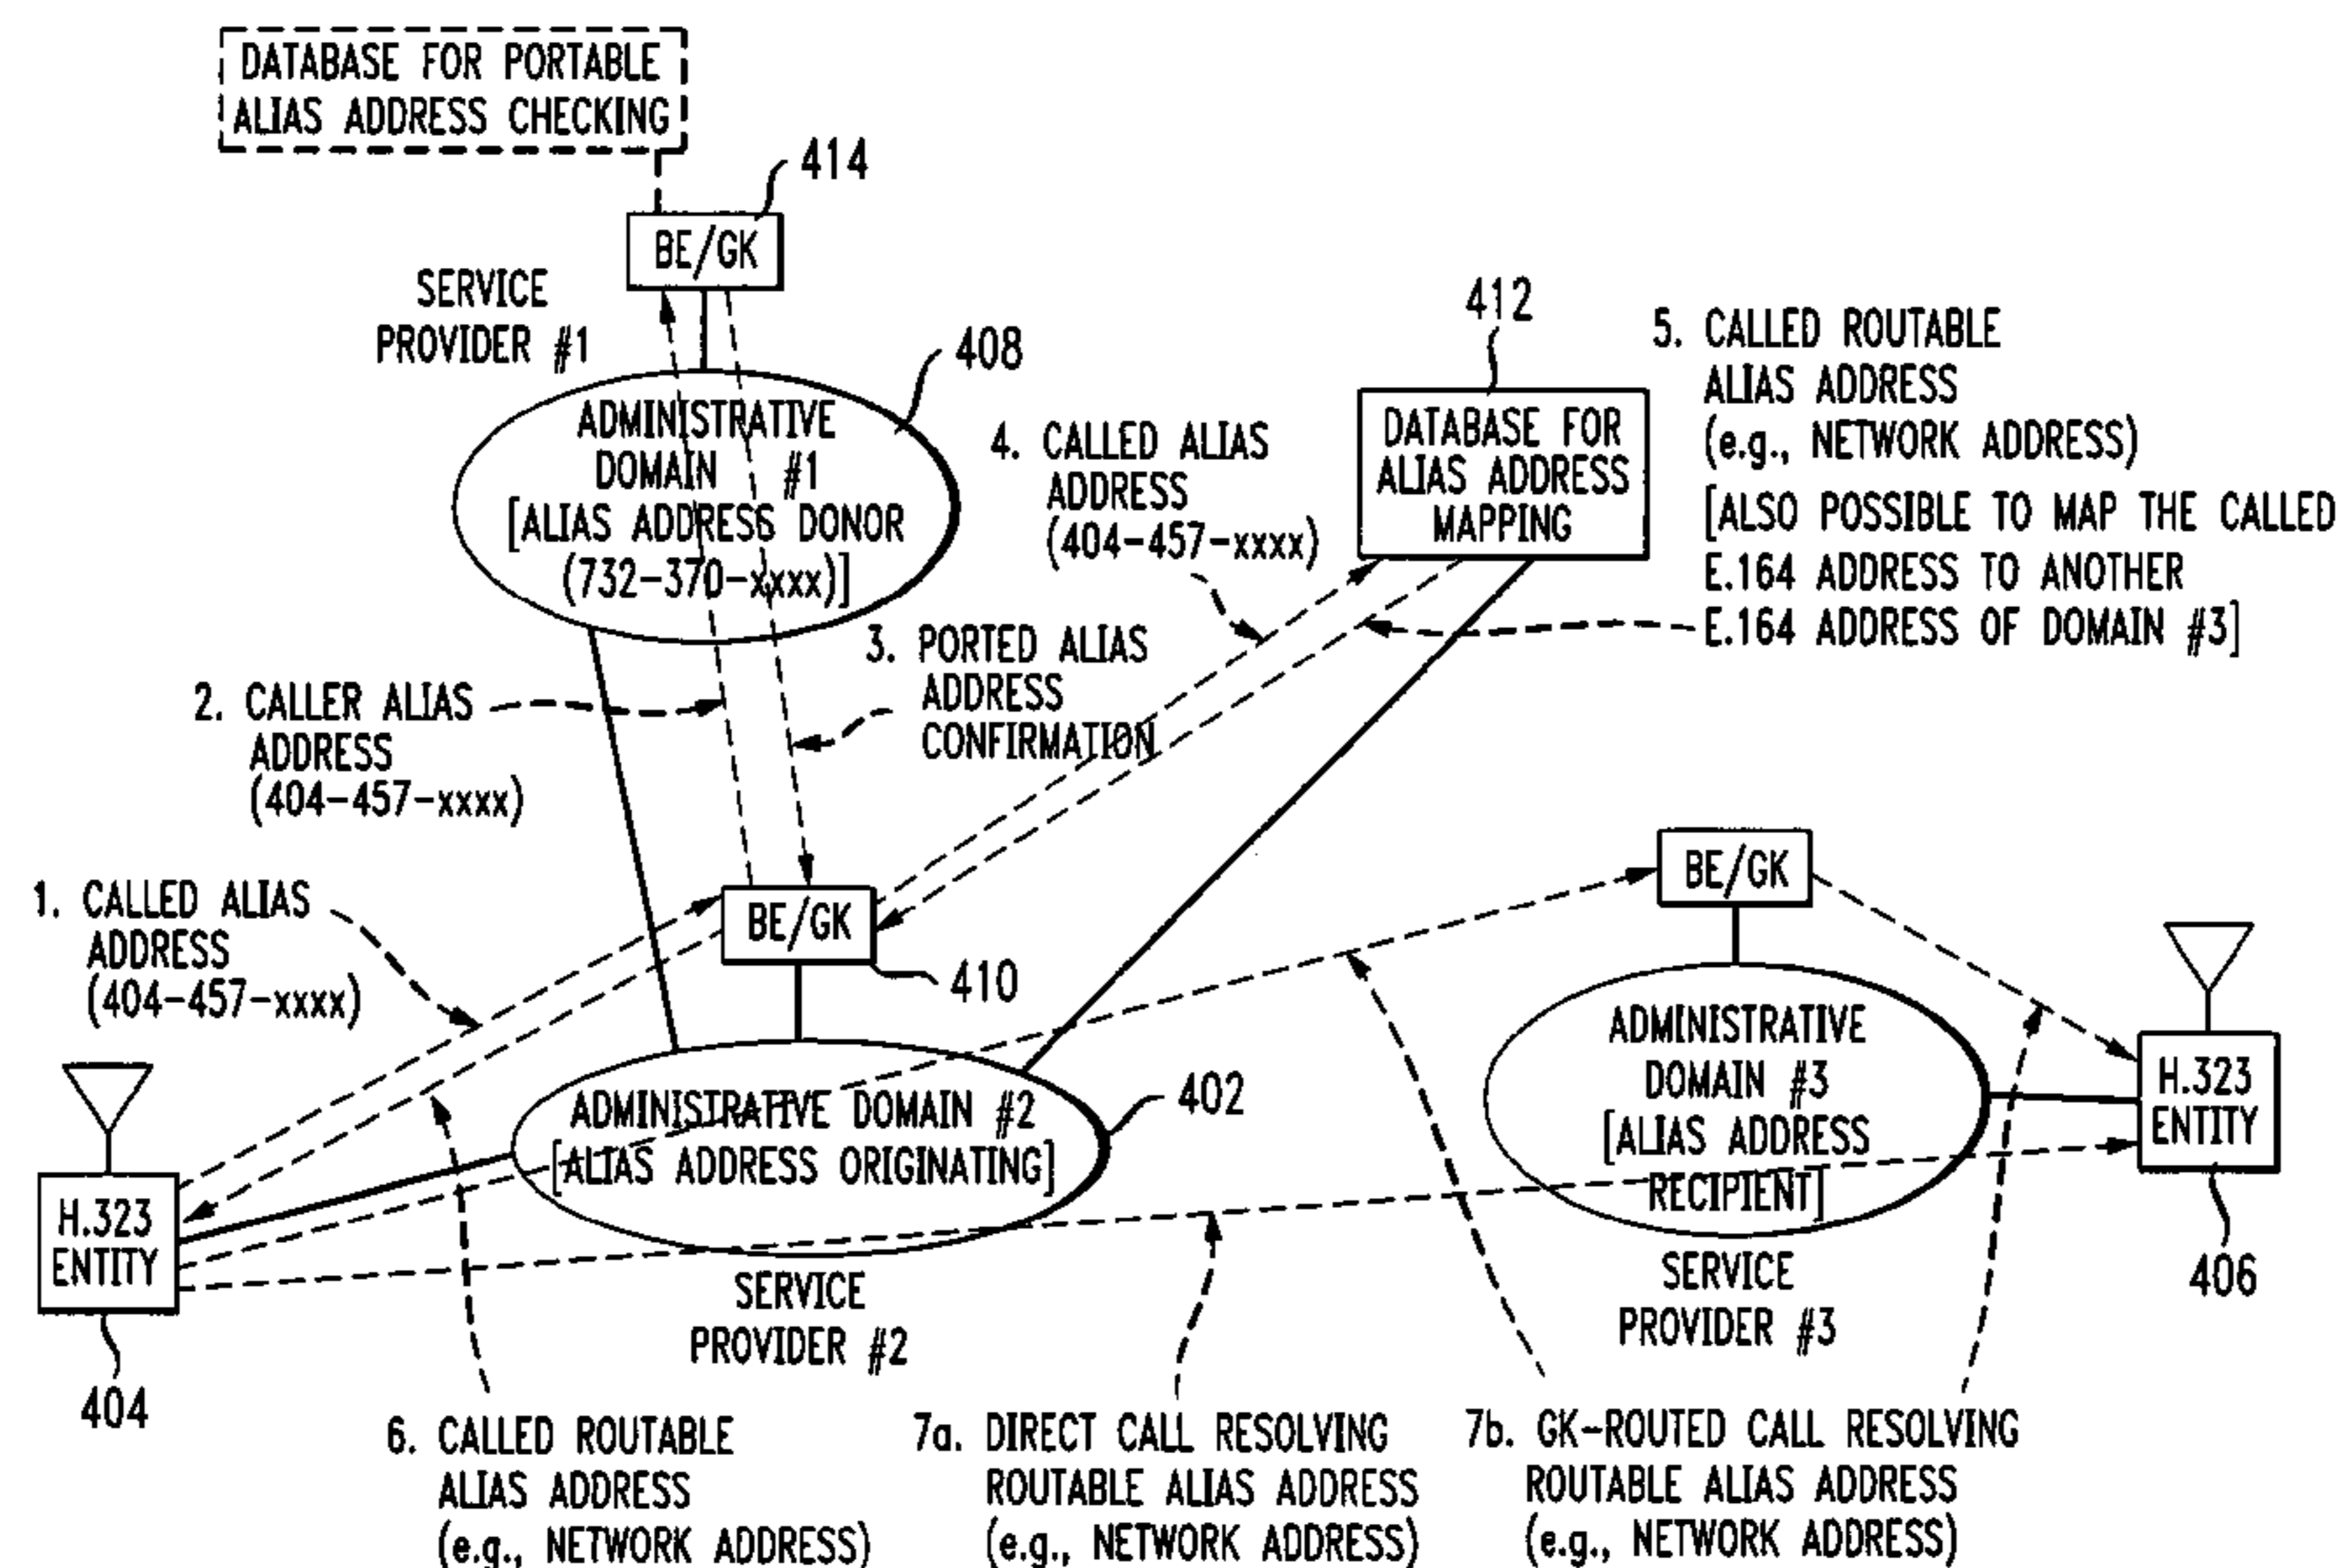 DATABASE FOR PORTABLE
ALIAS ADDRESS CHECKING
414
BE/GK
SERVICE
PROVIDER #1
408
ADMINISTRATIVE
DOMAIN #1
[ALIAS ADDRESS DONOR
(732-370-xxxx)]
412
DATABASE FOR
ALIAS ADDRESS
MAPPING
4. CALLED ALIAS
ADDRESS
(404-457-xxxx)
5. CALLED ROUTABLE
ALIAS ADDRESS
(e.g., NETWORK ADDRESS)
[ALSO POSSIBLE TO MAP THE CALLED
E.164 ADDRESS TO ANOTHER
E.164 ADDRESS OF DOMAIN #3]
3. PORTED ALIAS
ADDRESS
CONFIRMATION
2. CALLER ALIAS
ADDRESS
(404-457-xxxx)
1. CALLED ALIAS
ADDRESS
(404-457-xxxx)
BE/GK
410
BE/GK
ADMINISTRATIVE DOMAIN #2
[ALIAS ADDRESS ORIGINATING]
402
SERVICE
PROVIDER #2
ADMINISTRATIVE
DOMAIN #3
[ALIAS ADDRESS
RECIPIENT]
SERVICE
PROVIDER #3
H.323
ENTITY
404
H.323
ENTITY
406
6. CALLED ROUTABLE
ALIAS ADDRESS
(e.g., NETWORK ADDRESS)
7a. DIRECT CALL RESOLVING
ROUTABLE ALIAS ADDRESS
(e.g., NETWORK ADDRESS)
7b. GK-ROUTED CALL RESOLVING
ROUTABLE ALIAS ADDRESS
(e.g., NETWORK ADDRESS)